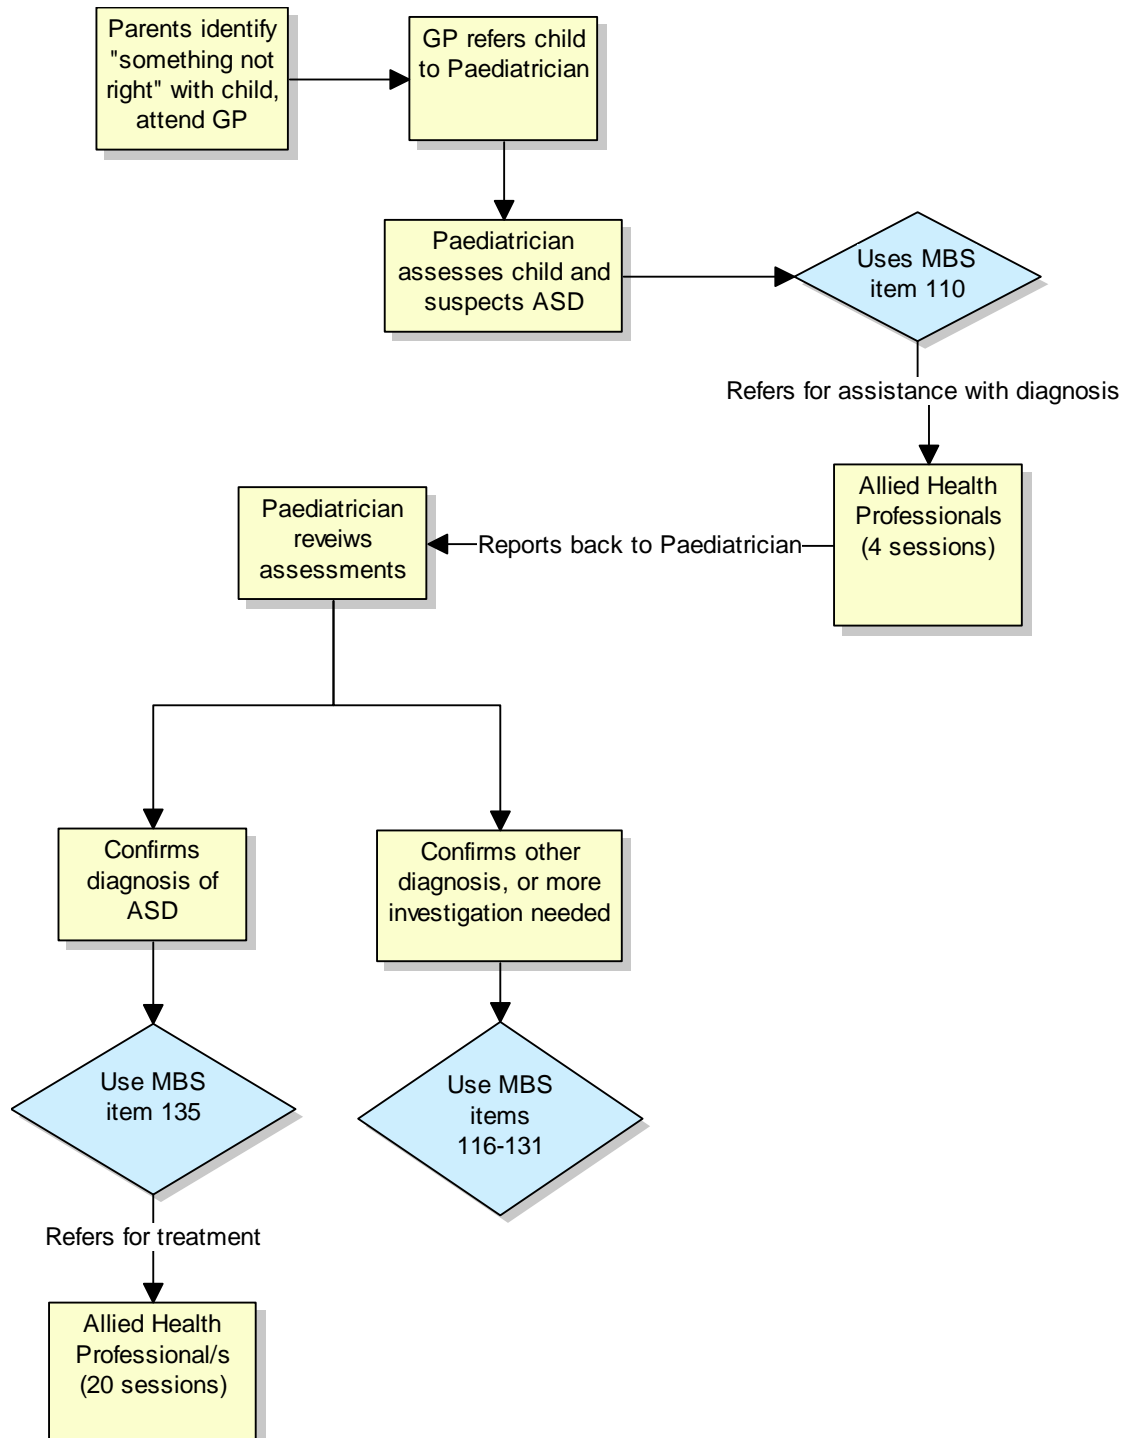 Parents identify
"something not
right" with child,
attend GP
GP refers child
to Paediatrician
Paediatrician
assesses child and
suspects ASD
Uses MBS
item 110
Refers for assistance with diagnosis
Allied Health
Professionals
(4 sessions)
Reports back to Paediatrician
Paediatrician
reveiws
assessments
Confirms
diagnosis of
ASD
Confirms other
diagnosis, or more
investigation needed
Use MBS
item 135
Use MBS
items
116-131
Refers for treatment
Allied Health
Professional/s
(20 sessions)